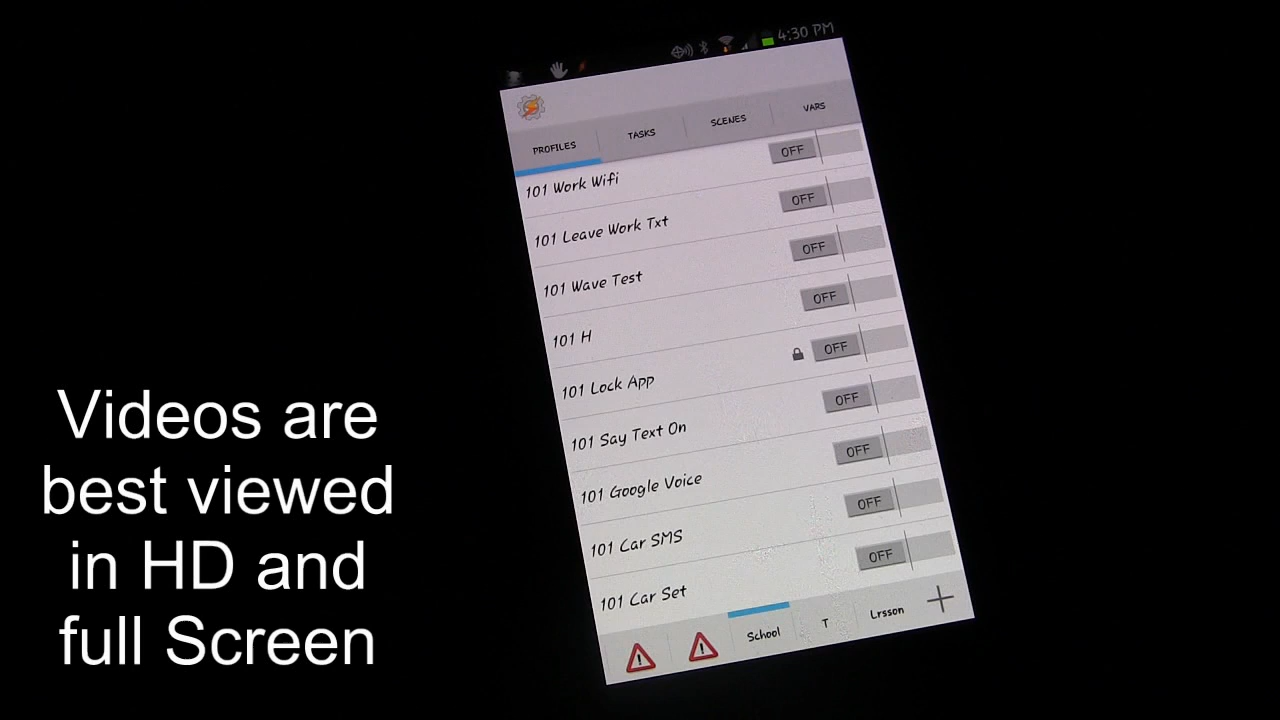 4:30 PM
PROFILES
TASKS
SCENES
VARS
OFF
101 Work Wifi
OFF
101 Leave Work Txt
OFF
101 Wave Test
OFF
101 H
OFF
101 Lock App
OFF
101 Say Text On
OFF
101 Google Voice
OFF
101 Car SMS
OFF
101 Car Set
School
T
Lrsson
Videos are
best viewed
in HD and
full Screen